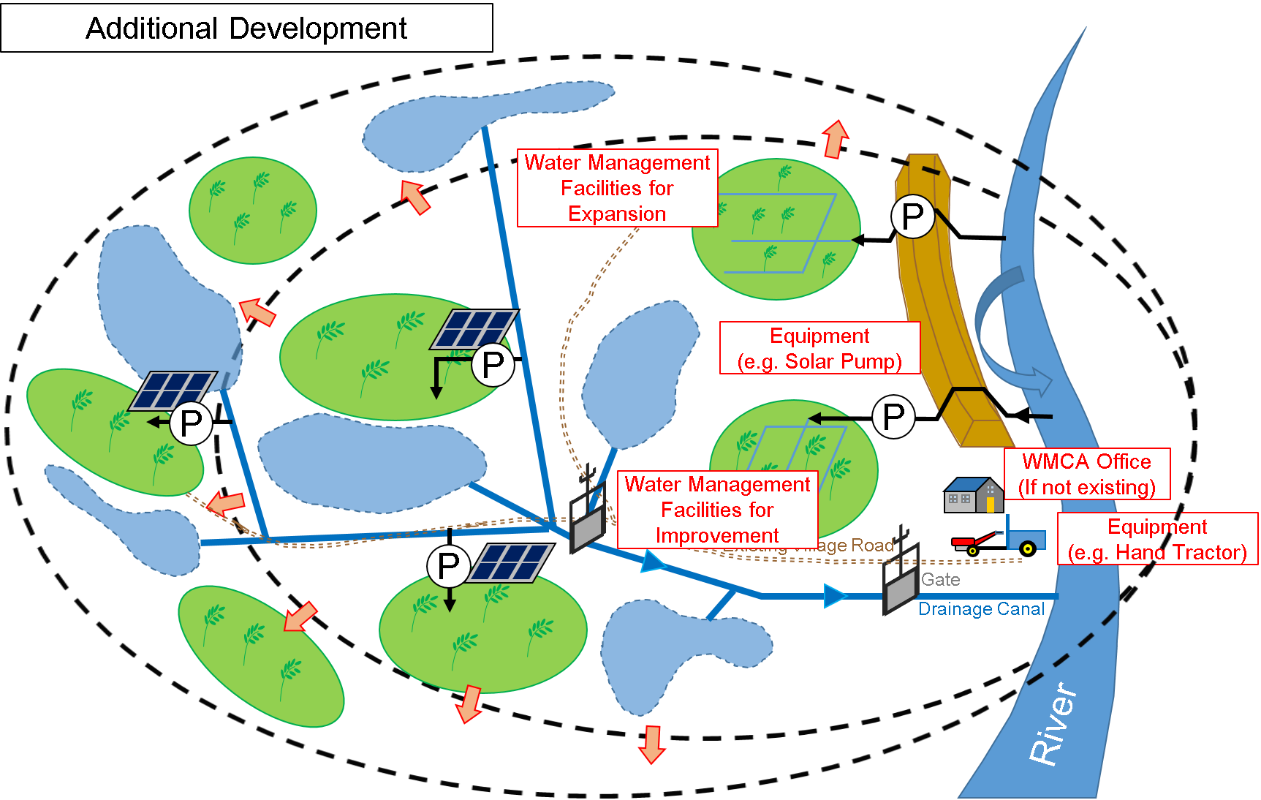 Additional Development
Water Management
Facilities for
Expansion
P
Equipment
(e.g. Solar Pump)
P
P
P
WMCA Office
(If not existing)
Water Management
Facilities for
Improvement
Equipment
(e.g. Hand Tractor)
Existing Village Road
P
Gate
Drainage Canal
River